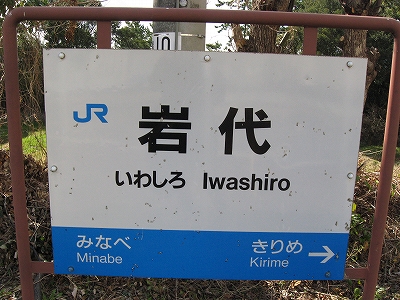 10
JR
岩代
いわしろ Iwashiro
みなべ きりめ →
Minabe Kirime